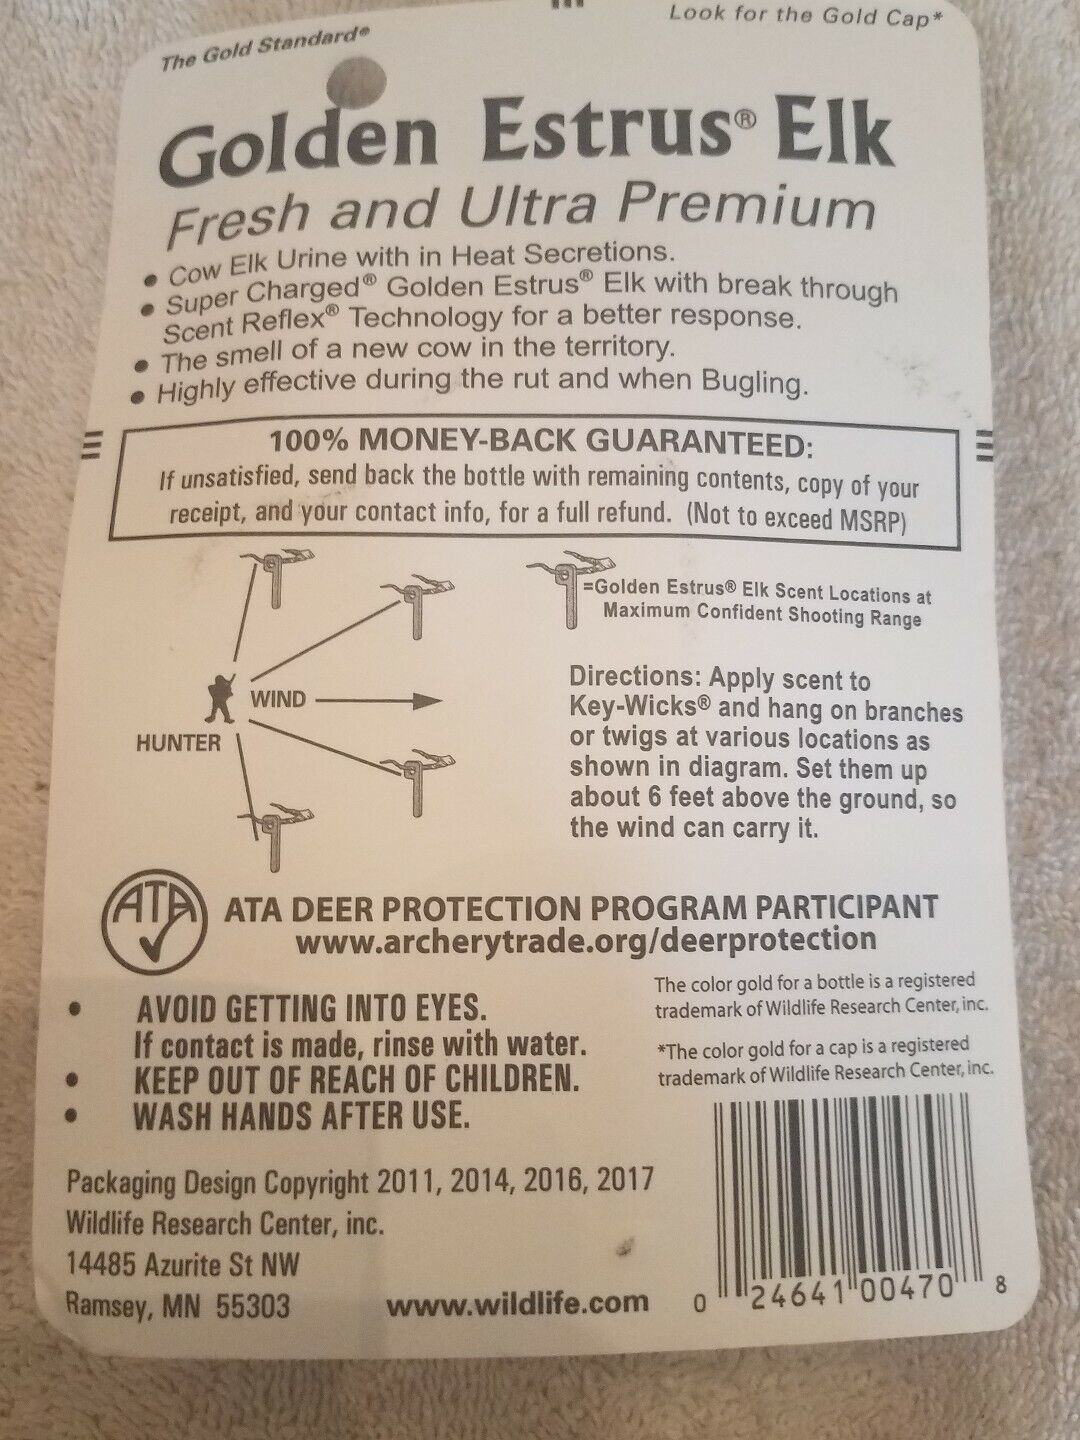 The Gold Standard®
Look for the Gold Cap*
Golden Estrus® Elk
Fresh and Ultra Premium
• Cow Elk Urine with in Heat Secretions.
• Super Charged® Golden Estrus® Elk with break through
Scent Reflex® Technology for a better response.
• The smell of a new cow in the territory.
• Highly effective during the rut and when Bugling.
100% MONEY-BACK GUARANTEED:
If unsatisfied, send back the bottle with remaining contents, copy of your
receipt, and your contact info, for a full refund. (Not to exceed MSRP)
=Golden Estrus® Elk Scent Locations at
Maximum Confident Shooting Range
WIND
HUNTER
Directions: Apply scent to
Key-Wicks® and hang on branches
or twigs at various locations as
shown in diagram. Set them up
about 6 feet above the ground, so
the wind can carry it.
ATA
ATA DEER PROTECTION PROGRAM PARTICIPANT
www.archerytrade.org/deerprotection
• AVOID GETTING INTO EYES.
If contact is made, rinse with water.
• KEEP OUT OF REACH OF CHILDREN.
• WASH HANDS AFTER USE.
The color gold for a bottle is a registered
trademark of Wildlife Research Center, inc.
*The color gold for a cap is a registered
trademark of Wildlife Research Center, inc.
Packaging Design Copyright 2011, 2014, 2016, 2017
Wildlife Research Center, inc.
14485 Azurite St NW
Ramsey, MN 55303
www.wildlife.com
0 24641 00470 8